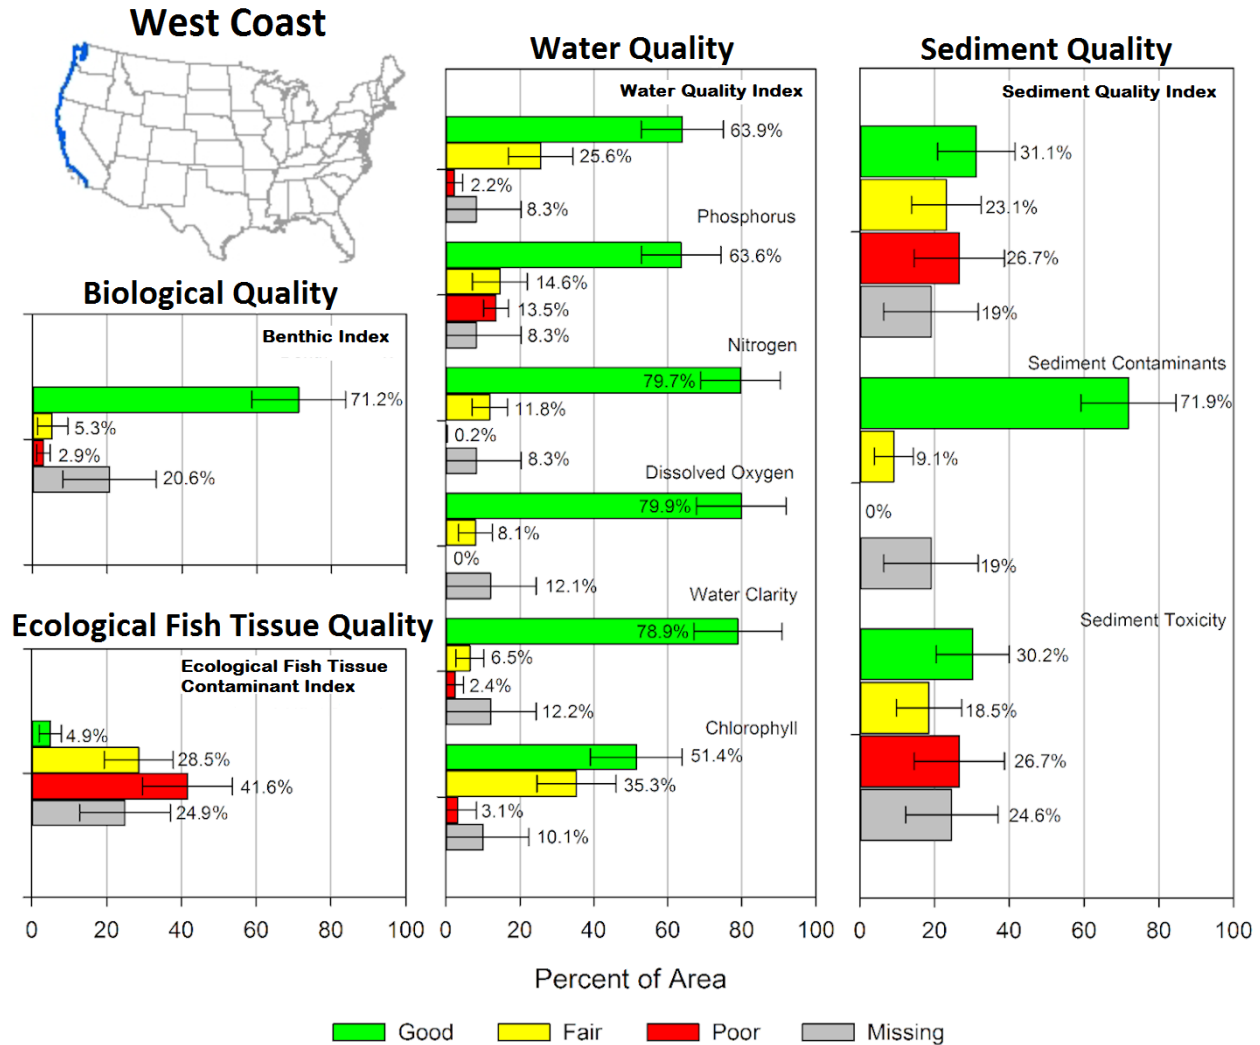 West Coast
Biological Quality
Benthic Index
71.2%
5.3%
2.9%
20.6%
Ecological Fish Tissue Quality
Ecological Fish Tissue
Contaminant Index
4.9%
28.5%
41.6%
24.9%
0 20 40 60 80 100
Water Quality
Water Quality Index
63.9%
25.6%
2.2%
8.3%
Phosphorus
63.6%
14.6%
13.5%
8.3%
Nitrogen
79.7%
11.8%
0.2%
8.3%
Dissolved Oxygen
79.9%
8.1%
0%
12.1%
Water Clarity
78.9%
6.5%
2.4%
12.2%
Chlorophyll
51.4%
35.3%
3.1%
10.1%
0 20 40 60 80 100
Sediment Quality
Sediment Quality Index
31.1%
23.1%
26.7%
19%
Sediment Contaminants
71.9%
9.1%
0%
19%
Sediment Toxicity
30.2%
18.5%
26.7%
24.6%
0 20 40 60 80 100
Percent of Area
Good Fair Poor Missing